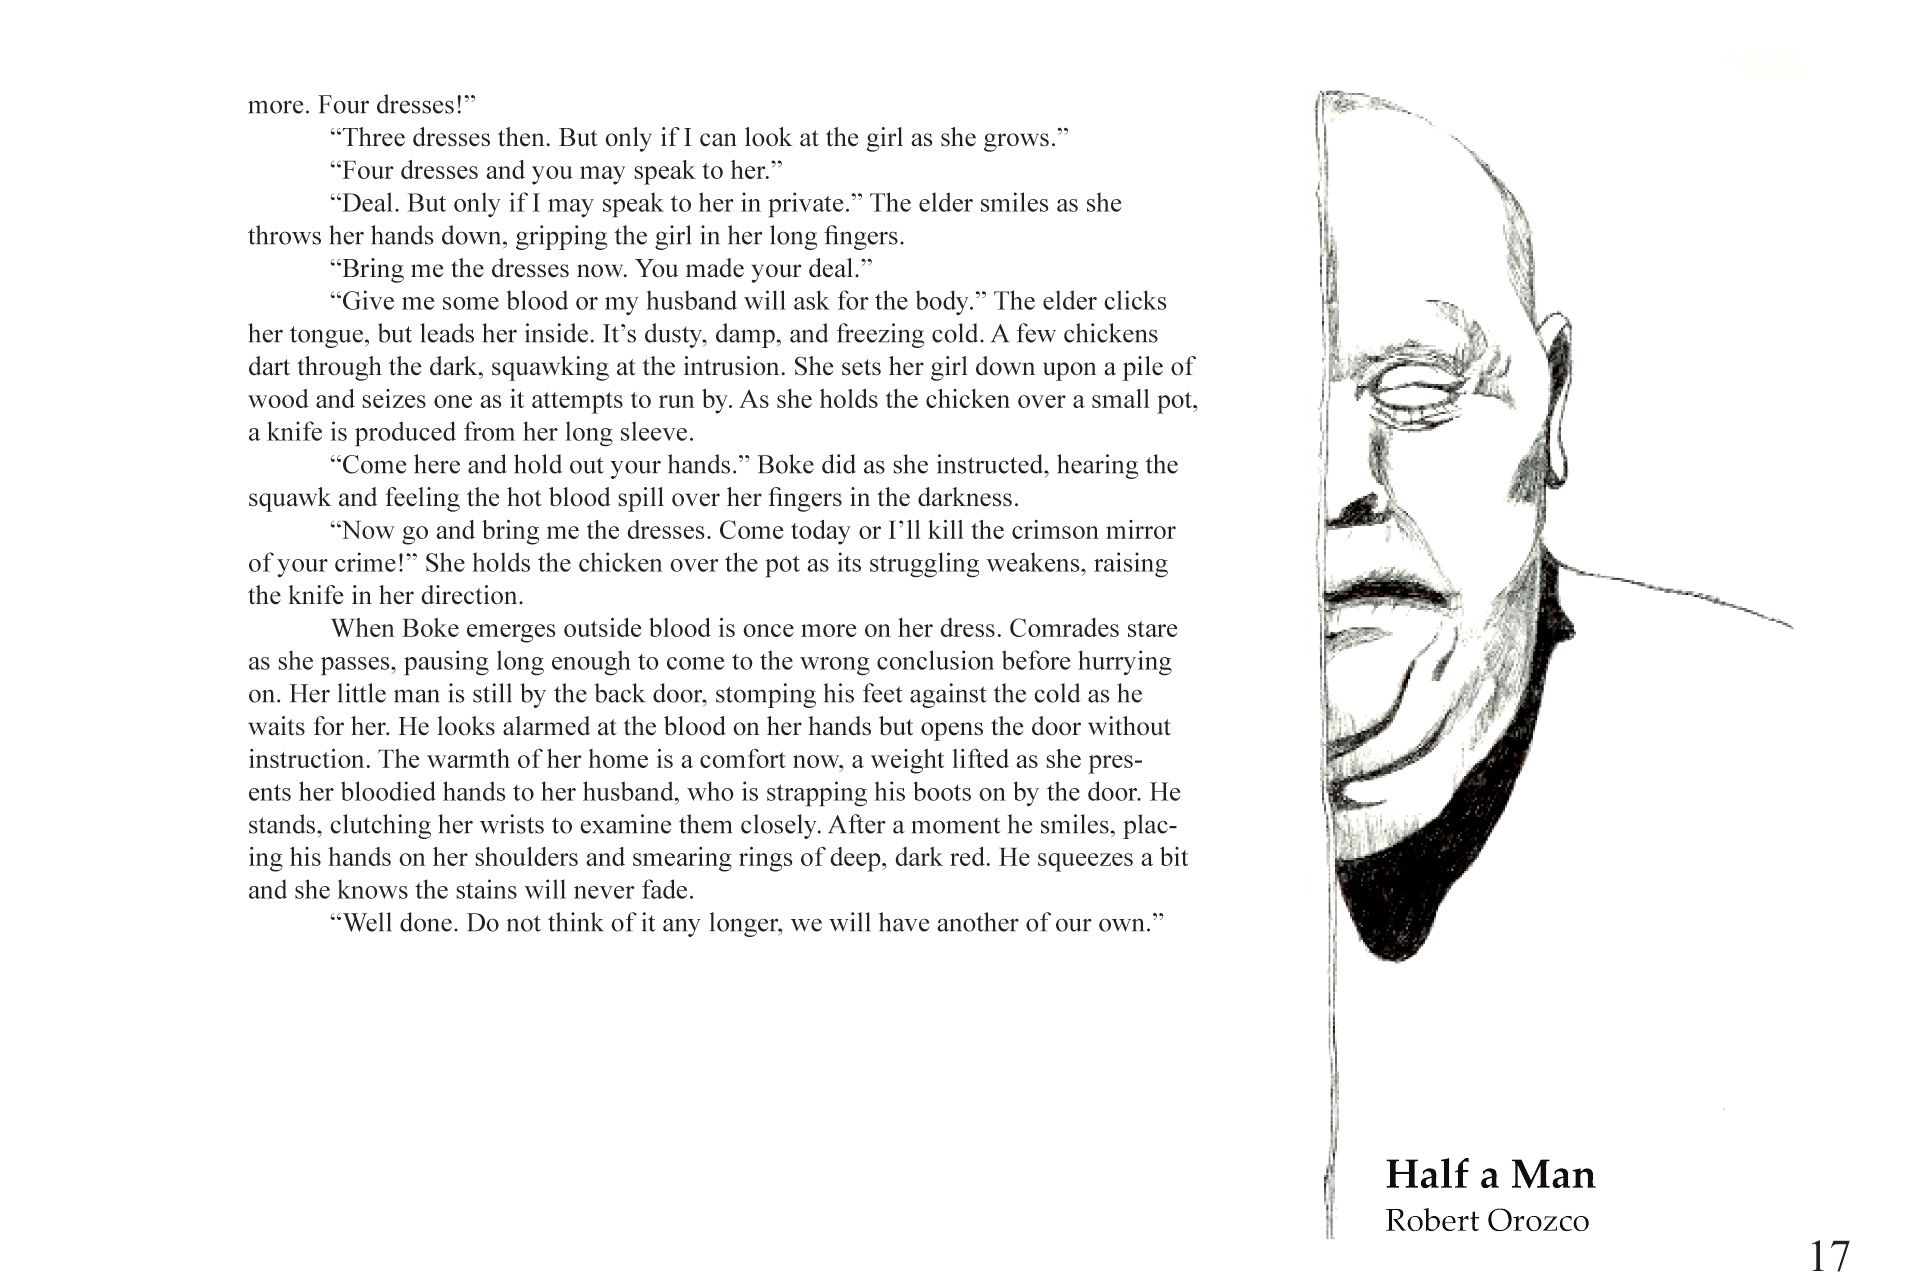 more. Four dresses!”
“Three dresses then. But only if I can look at the girl as she grows.”
“Four dresses and you may speak to her.”
“Deal. But only if I may speak to her in private.” The elder smiles as she
throws her hands down, gripping the girl in her long fingers.
“Bring me the dresses now. You made your deal.”
“Give me some blood or my husband will ask for the body.” The elder clicks
her tongue, but leads her inside. It’s dusty, damp, and freezing cold. A few chickens
dart through the dark, squawking at the intrusion. She sets her girl down upon a pile of
wood and seizes one as it attempts to run by. As she holds the chicken over a small pot,
a knife is produced from her long sleeve.
“Come here and hold out your hands.” Boke did as she instructed, hearing the
squawk and feeling the hot blood spill over her fingers in the darkness.
“Now go and bring me the dresses. Come today or I’ll kill the crimson mirror
of your crime!” She holds the chicken over the pot as its struggling weakens, raising
the knife in her direction.
When Boke emerges outside blood is once more on her dress. Comrades stare
as she passes, pausing long enough to come to the wrong conclusion before hurrying
on. Her little man is still by the back door, stomping his feet against the cold as he
waits for her. He looks alarmed at the blood on her hands but opens the door without
instruction. The warmth of her home is a comfort now, a weight lifted as she pres-
ents her bloodied hands to her husband, who is strapping his boots on by the door. He
stands, clutching her wrists to examine them closely. After a moment he smiles, plac-
ing his hands on her shoulders and smearing rings of deep, dark red. He squeezes a bit
and she knows the stains will never fade.
“Well done. Do not think of it any longer, we will have another of our own.”
Half a Man
Robert Orozco
17